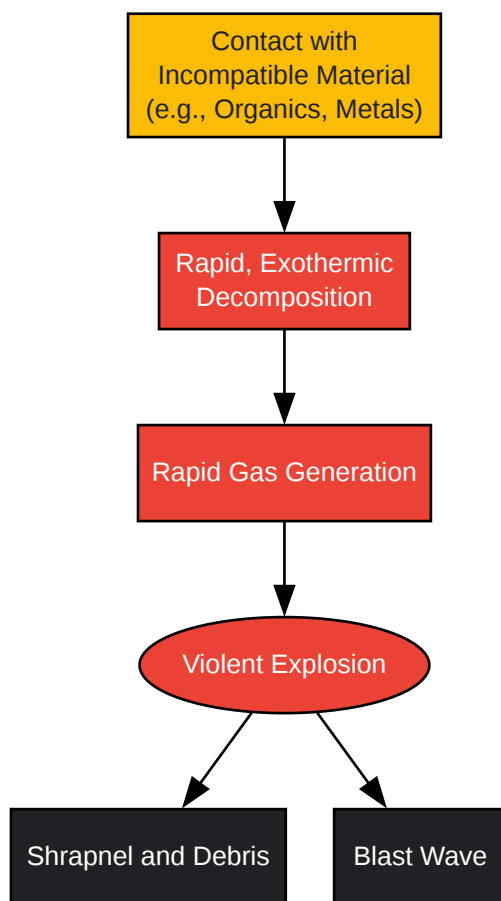 Contact with
Incompatible Material
(e.g., Organics, Metals)
Rapid, Exothermic
Decomposition
Rapid Gas Generation
Violent Explosion
Shrapnel and Debris
Blast Wave